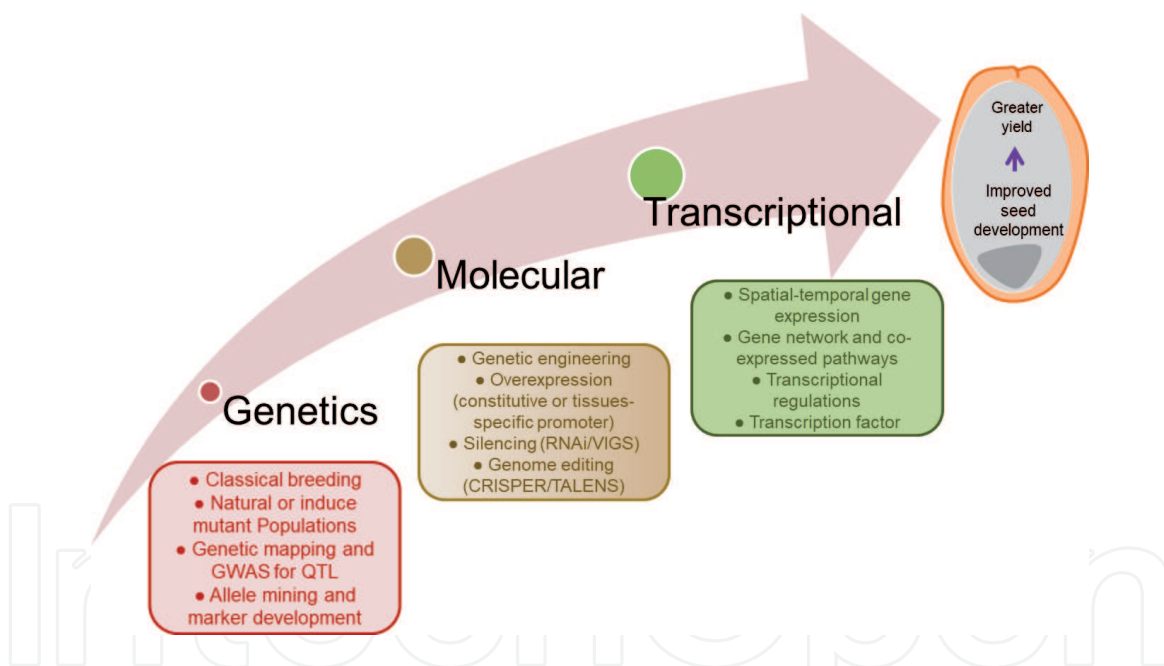 Greater
yield
Improved
seed
development
Transcriptional
● Spatial-temporal gene
expression
● Gene network and co-
expressed pathways
● Transcriptional
regulations
● Transcription factor
Molecular
● Genetic engineering
● Overexpression
(constitutive or tissues-
specific promoter)
● Silencing (RNAi/VIGS)
● Genome editing
(CRISPER/TALENS)
Genetics
● Classical breeding
● Natural or induce
mutant Populations
● Genetic mapping and
GWAS for QTL
● Allele mining and
marker development
IntechOpen